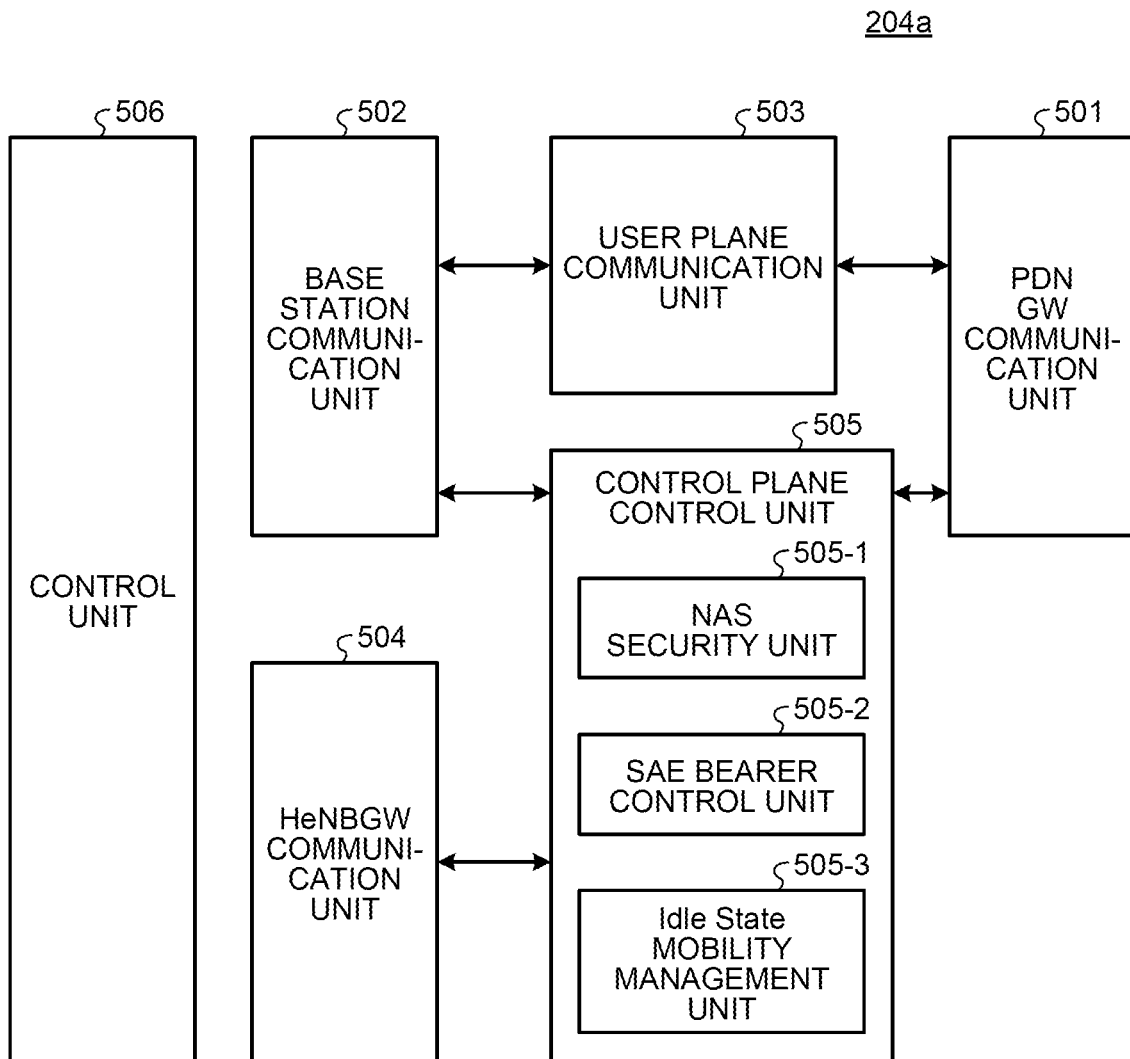 204a
506
502
503
501
CONTROL
UNIT
BASE
STATION
COMMUNI-
CATION
UNIT
USER PLANE
COMMUNICATION
UNIT
PDN
GW
COMMUNI-
CATION
UNIT
505
CONTROL PLANE
CONTROL UNIT
505-1
NAS
SECURITY UNIT
504
HeNBGW
COMMUNI-
CATION
UNIT
505-2
SAE BEARER
CONTROL UNIT
505-3
Idle State
MOBILITY
MANAGEMENT
UNIT